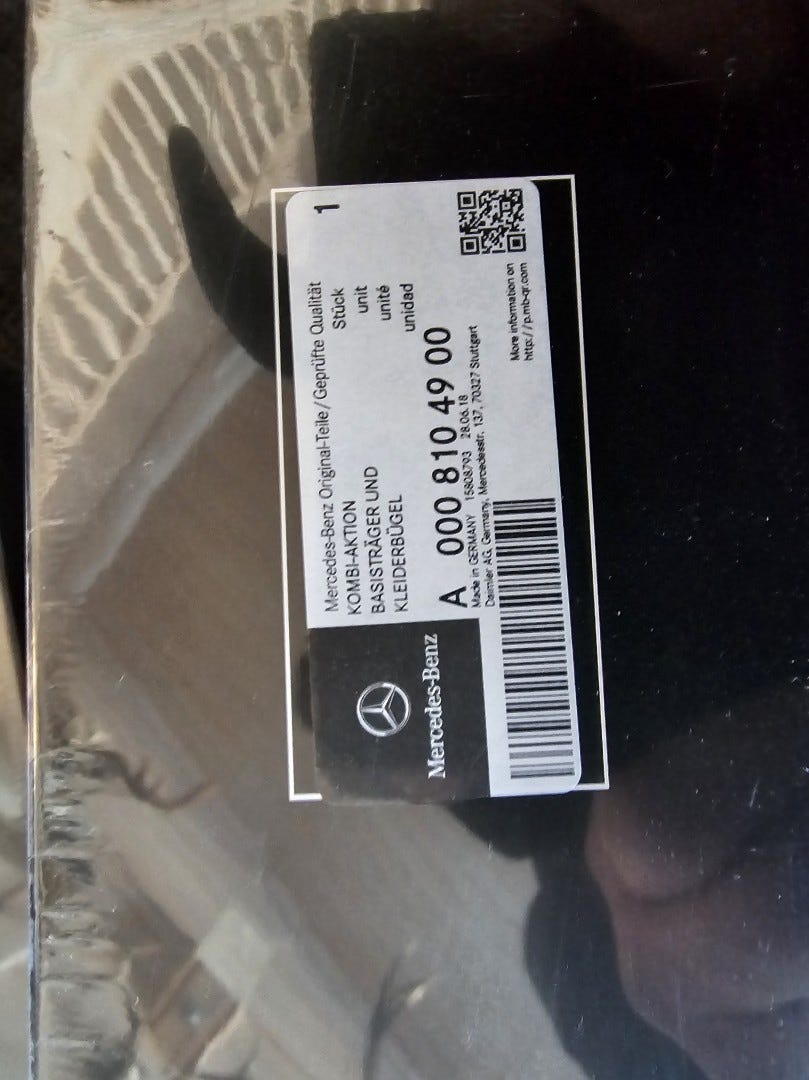 Mercedes-Benz Original-Teile/Geprüfte Qualität
KOMBI-AKTION
BASISTRÄGER UND
KLEIDERBÜGEL
Stück
unit
unité
unidad
1
A 000 810 49 00
Made in GERMANY 15808793 28.06.18
Daimler AG, Germany, Mercedesstr. 137, 70327 Stuttgart
More information on
http://p.mb-qr.com
Mercedes-Benz